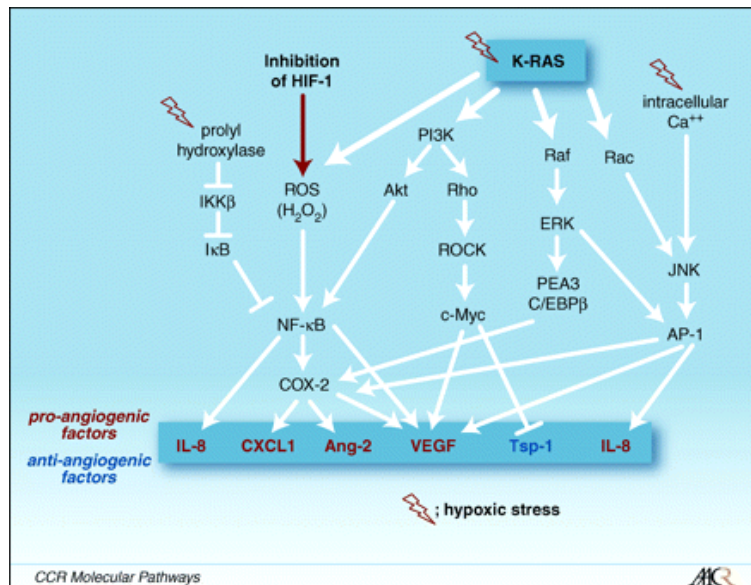 Inhibition
of HIF-1
K-RAS
prolyl
hydroxylase
intracellular
Ca++
PI3K
Raf
Rac
IKKβ
ROS
(H2O2)
Akt
Rho
IκB
ROCK
ERK
JNK
PEA3
C/EBPβ
NF-κB
c-Myc
AP-1
COX-2
pro-angiogenic
factors
anti-angiogenic
factors
IL-8 CXCL1 Ang-2 VEGF Tsp-1 IL-8
; hypoxic stress
CCR Molecular Pathways
AACR